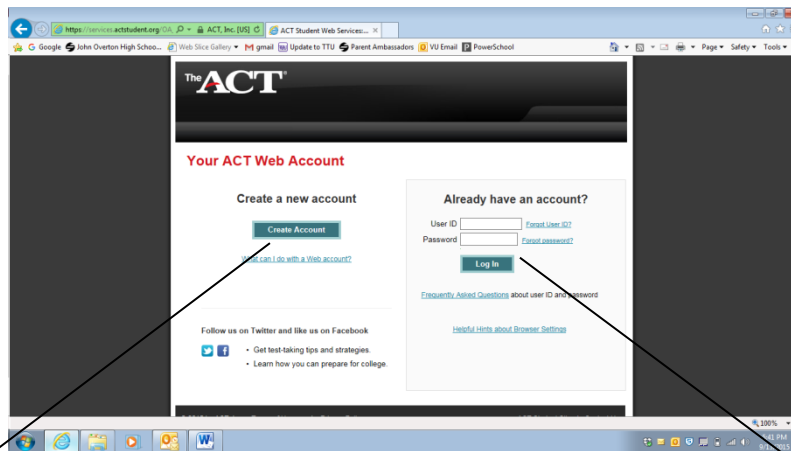 https://services.actstudent.org/OA_
ACT, Inc. [US]
ACT Student Web Services:...
Google
John Overton High Schoo...
Web Slice Gallery
gmail
Update to TTU
Parent Ambassadors
VU Email
PowerSchool
Page
Safety
Tools
The ACT®
Your ACT Web Account
Create a new account
Create Account
What can I do with a Web account?
Follow us on Twitter and like us on Facebook
• Get test-taking tips and strategies.
• Learn how you can prepare for college.
Already have an account?
User ID
Forgot User ID?
Password
Forgot password?
Log In
Frequently Asked Questions about user ID and password
Helpful Hints about Browser Settings
100%